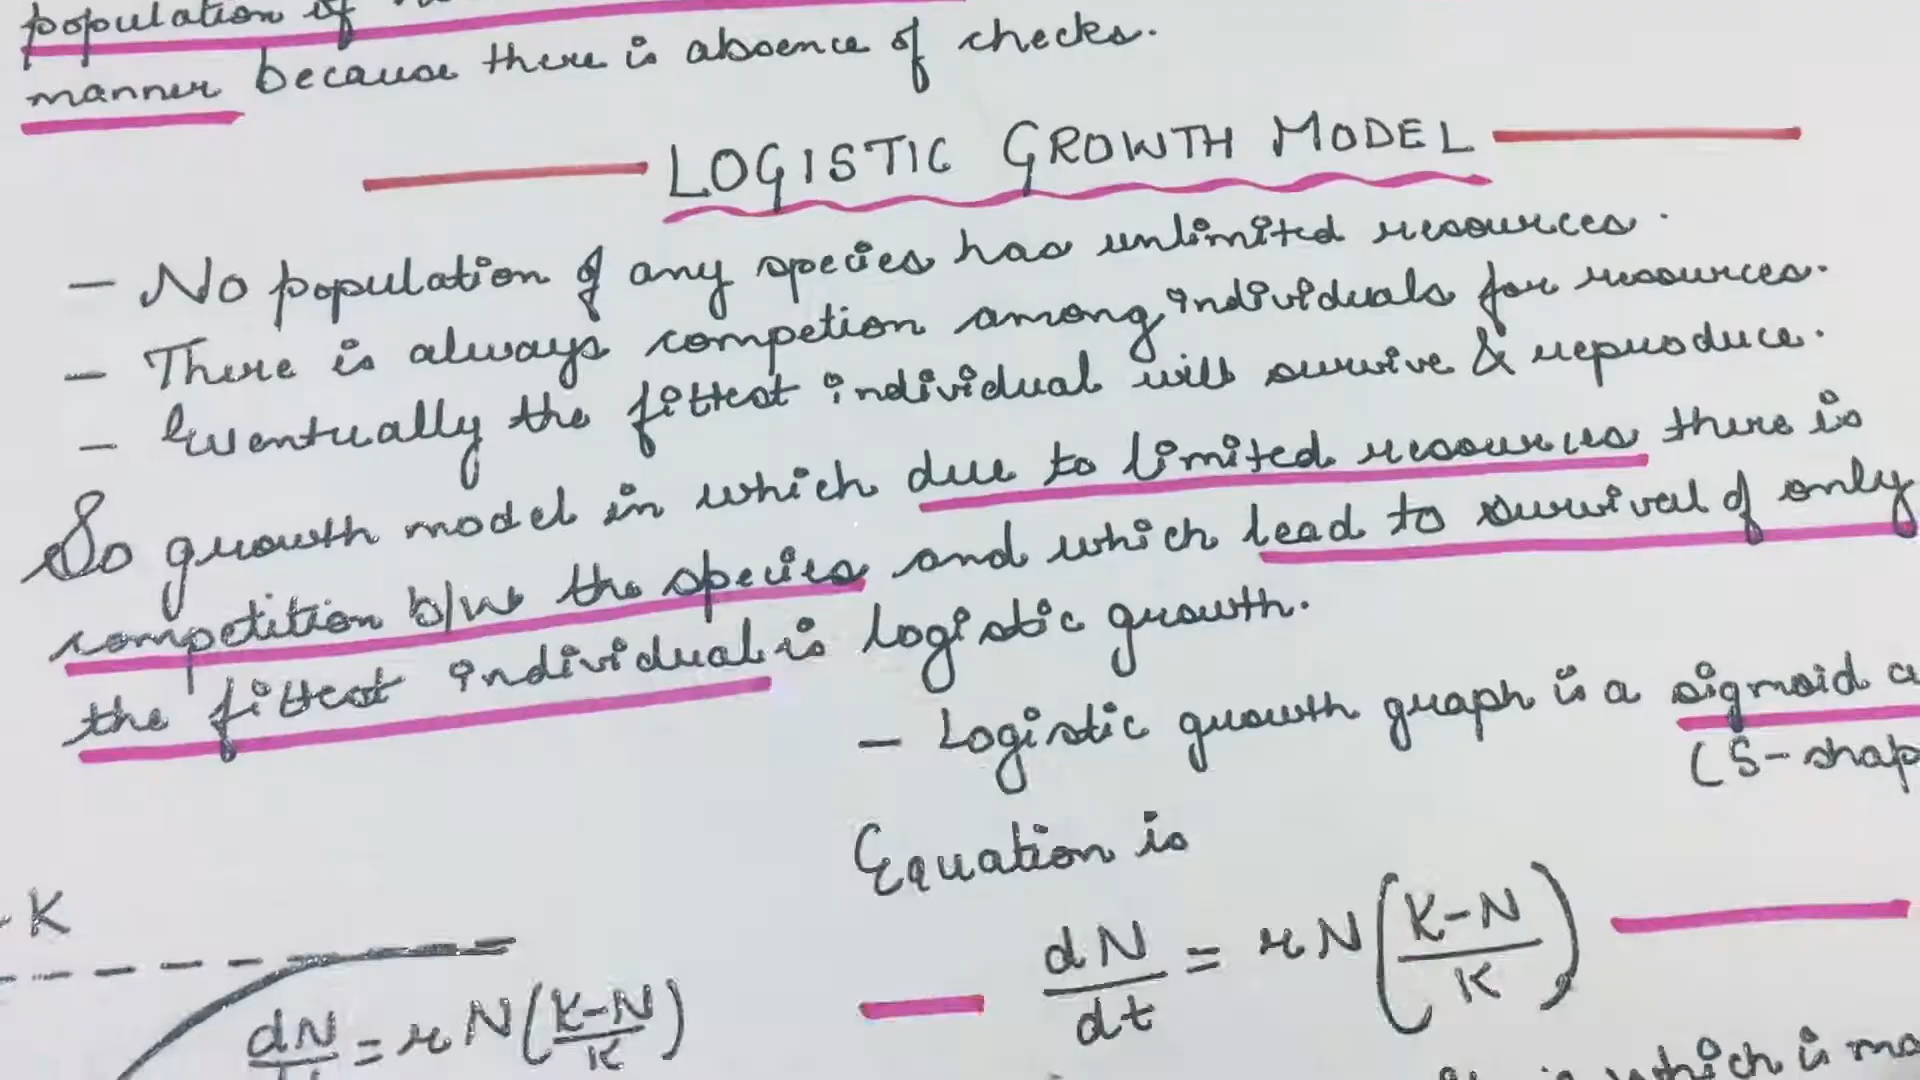 population of
manner because there is absence of checks.
LOGISTIC GROWTH MODEL
- No population of any species has unlimited resources.
- There is always competion among individuals for resources.
- Eventually the fittest individual will survive & reproduce.
So growth model in which due to limited resources there is
competition b/w the species and which lead to survival of only
the fittest individual is logistic growth.
- Logistic growth graph is a sigmoid
(S-shap
Equation is
K
dN/dt = rN(K-N/K)
dN = rN(K-N/K)
which is